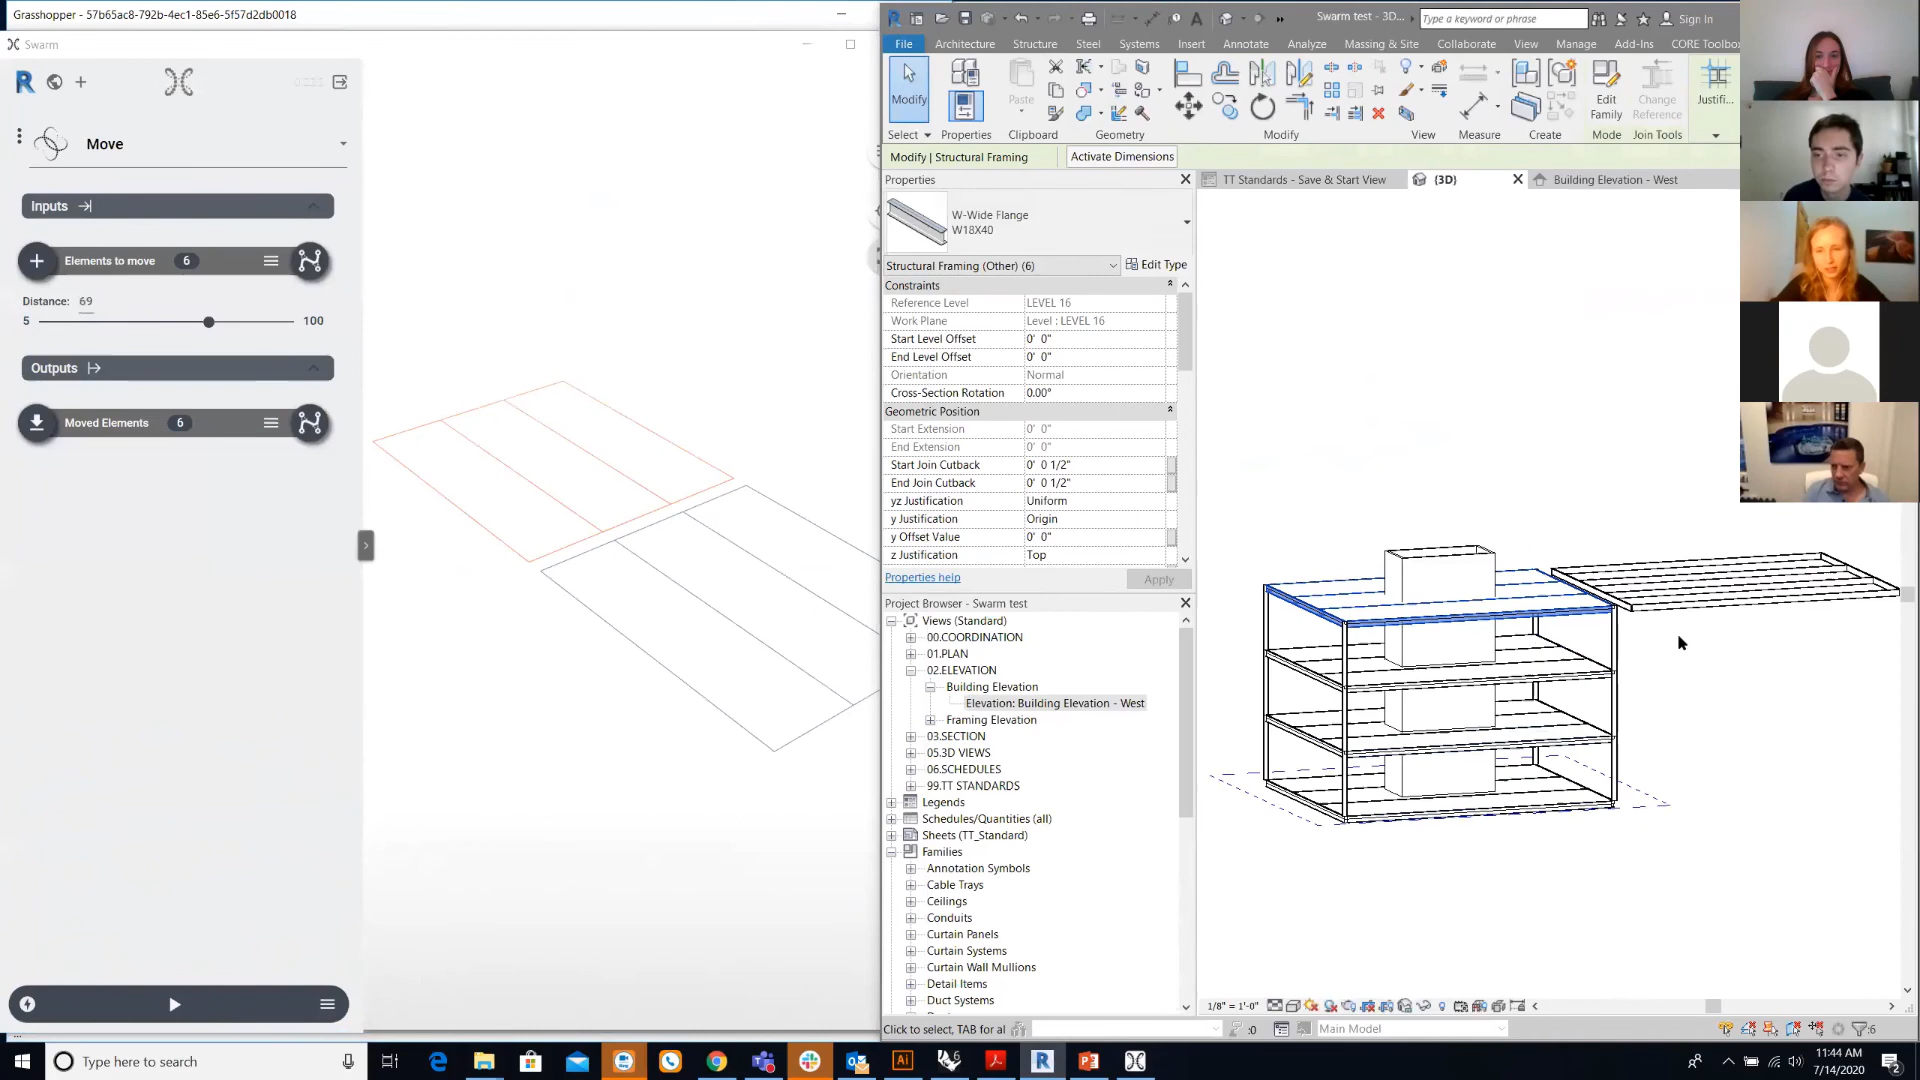 Grasshopper - 57b65ac8-792b-4ec1-85e6-5f57d2db0018
Swarm
Move
Inputs
Elements to move 6
Distance: 69
5 100
Outputs
Moved Elements 6
Swarm test - 3D...
Type a keyword or phrase
Sign In
File Architecture Structure Steel Systems Insert Annotate Analyze Massing & Site Collaborate View Manage Add-Ins CORE Toolbo
Modify
Paste
Edit Family
Change Reference
Justifi...
Select Properties Clipboard Geometry Modify View Measure Create Mode Join Tools
Modify | Structural Framing Activate Dimensions
Properties
TT Standards - Save & Start View
{3D}
Building Elevation - West
W-Wide Flange
W18X40
Structural Framing (Other) (6) Edit Type
Constraints
Reference Level LEVEL 16
Work Plane Level : LEVEL 16
Start Level Offset 0' 0"
End Level Offset 0' 0"
Orientation Normal
Cross-Section Rotation 0.00°
Geometric Position
Start Extension 0' 0"
End Extension 0' 0"
Start Join Cutback 0' 0 1/2"
End Join Cutback 0' 0 1/2"
yz Justification Uniform
y Justification Origin
y Offset Value 0' 0"
z Justification Top
Properties help Apply
Project Browser - Swarm test
Views (Standard)
00.COORDINATION
01.PLAN
02.ELEVATION
Building Elevation
Elevation: Building Elevation - West
Framing Elevation
03.SECTION
05.3D VIEWS
06.SCHEDULES
99.TT STANDARDS
Legends
Schedules/Quantities (all)
Sheets (TT_Standard)
Families
Annotation Symbols
Cable Trays
Ceilings
Conduits
Curtain Panels
Curtain Systems
Curtain Wall Mullions
Detail Items
Duct Systems
1/8" = 1'-0"
Click to select, TAB for al
:0
Main Model
:6
Type here to search
11:44 AM
7/14/2020
2